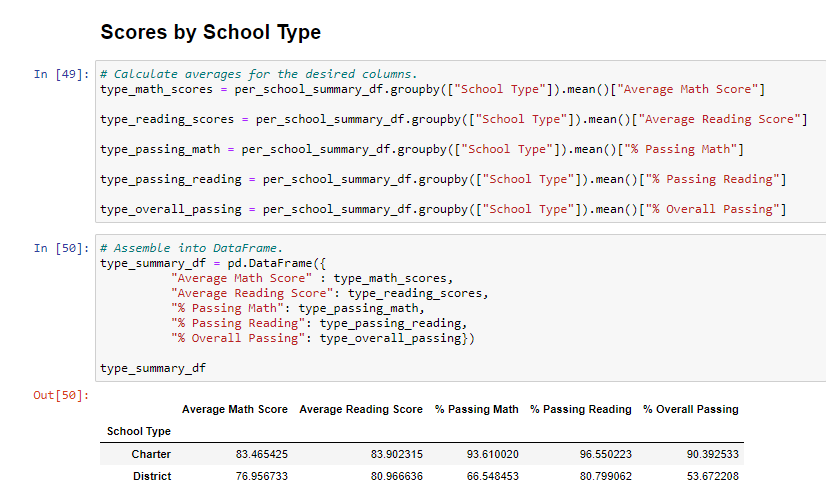 Scores by School Type
In [49]: # Calculate averages for the desired columns.
type_math_scores = per_school_summary_df.groupby(["School Type"]).mean()["Average Math Score"]
type_reading_scores = per_school_summary_df.groupby(["School Type"]).mean()["Average Reading Score"]
type_passing_math = per_school_summary_df.groupby(["School Type"]).mean()["% Passing Math"]
type_passing_reading = per_school_summary_df.groupby(["School Type"]).mean()["% Passing Reading"]
type_overall_passing = per_school_summary_df.groupby(["School Type"]).mean()["% Overall Passing"]
In [50]: # Assemble into DataFrame.
type_summary_df = pd.DataFrame({
"Average Math Score" : type_math_scores,
"Average Reading Score": type_reading_scores,
"% Passing Math": type_passing_math,
"% Passing Reading": type_passing_reading,
"% Overall Passing": type_overall_passing})
type_summary_df
Out[50]:
Average Math Score Average Reading Score % Passing Math % Passing Reading % Overall Passing
School Type
Charter 83.465425 83.902315 93.610020 96.550223 90.392533
District 76.956733 80.966636 66.548453 80.799062 53.672208